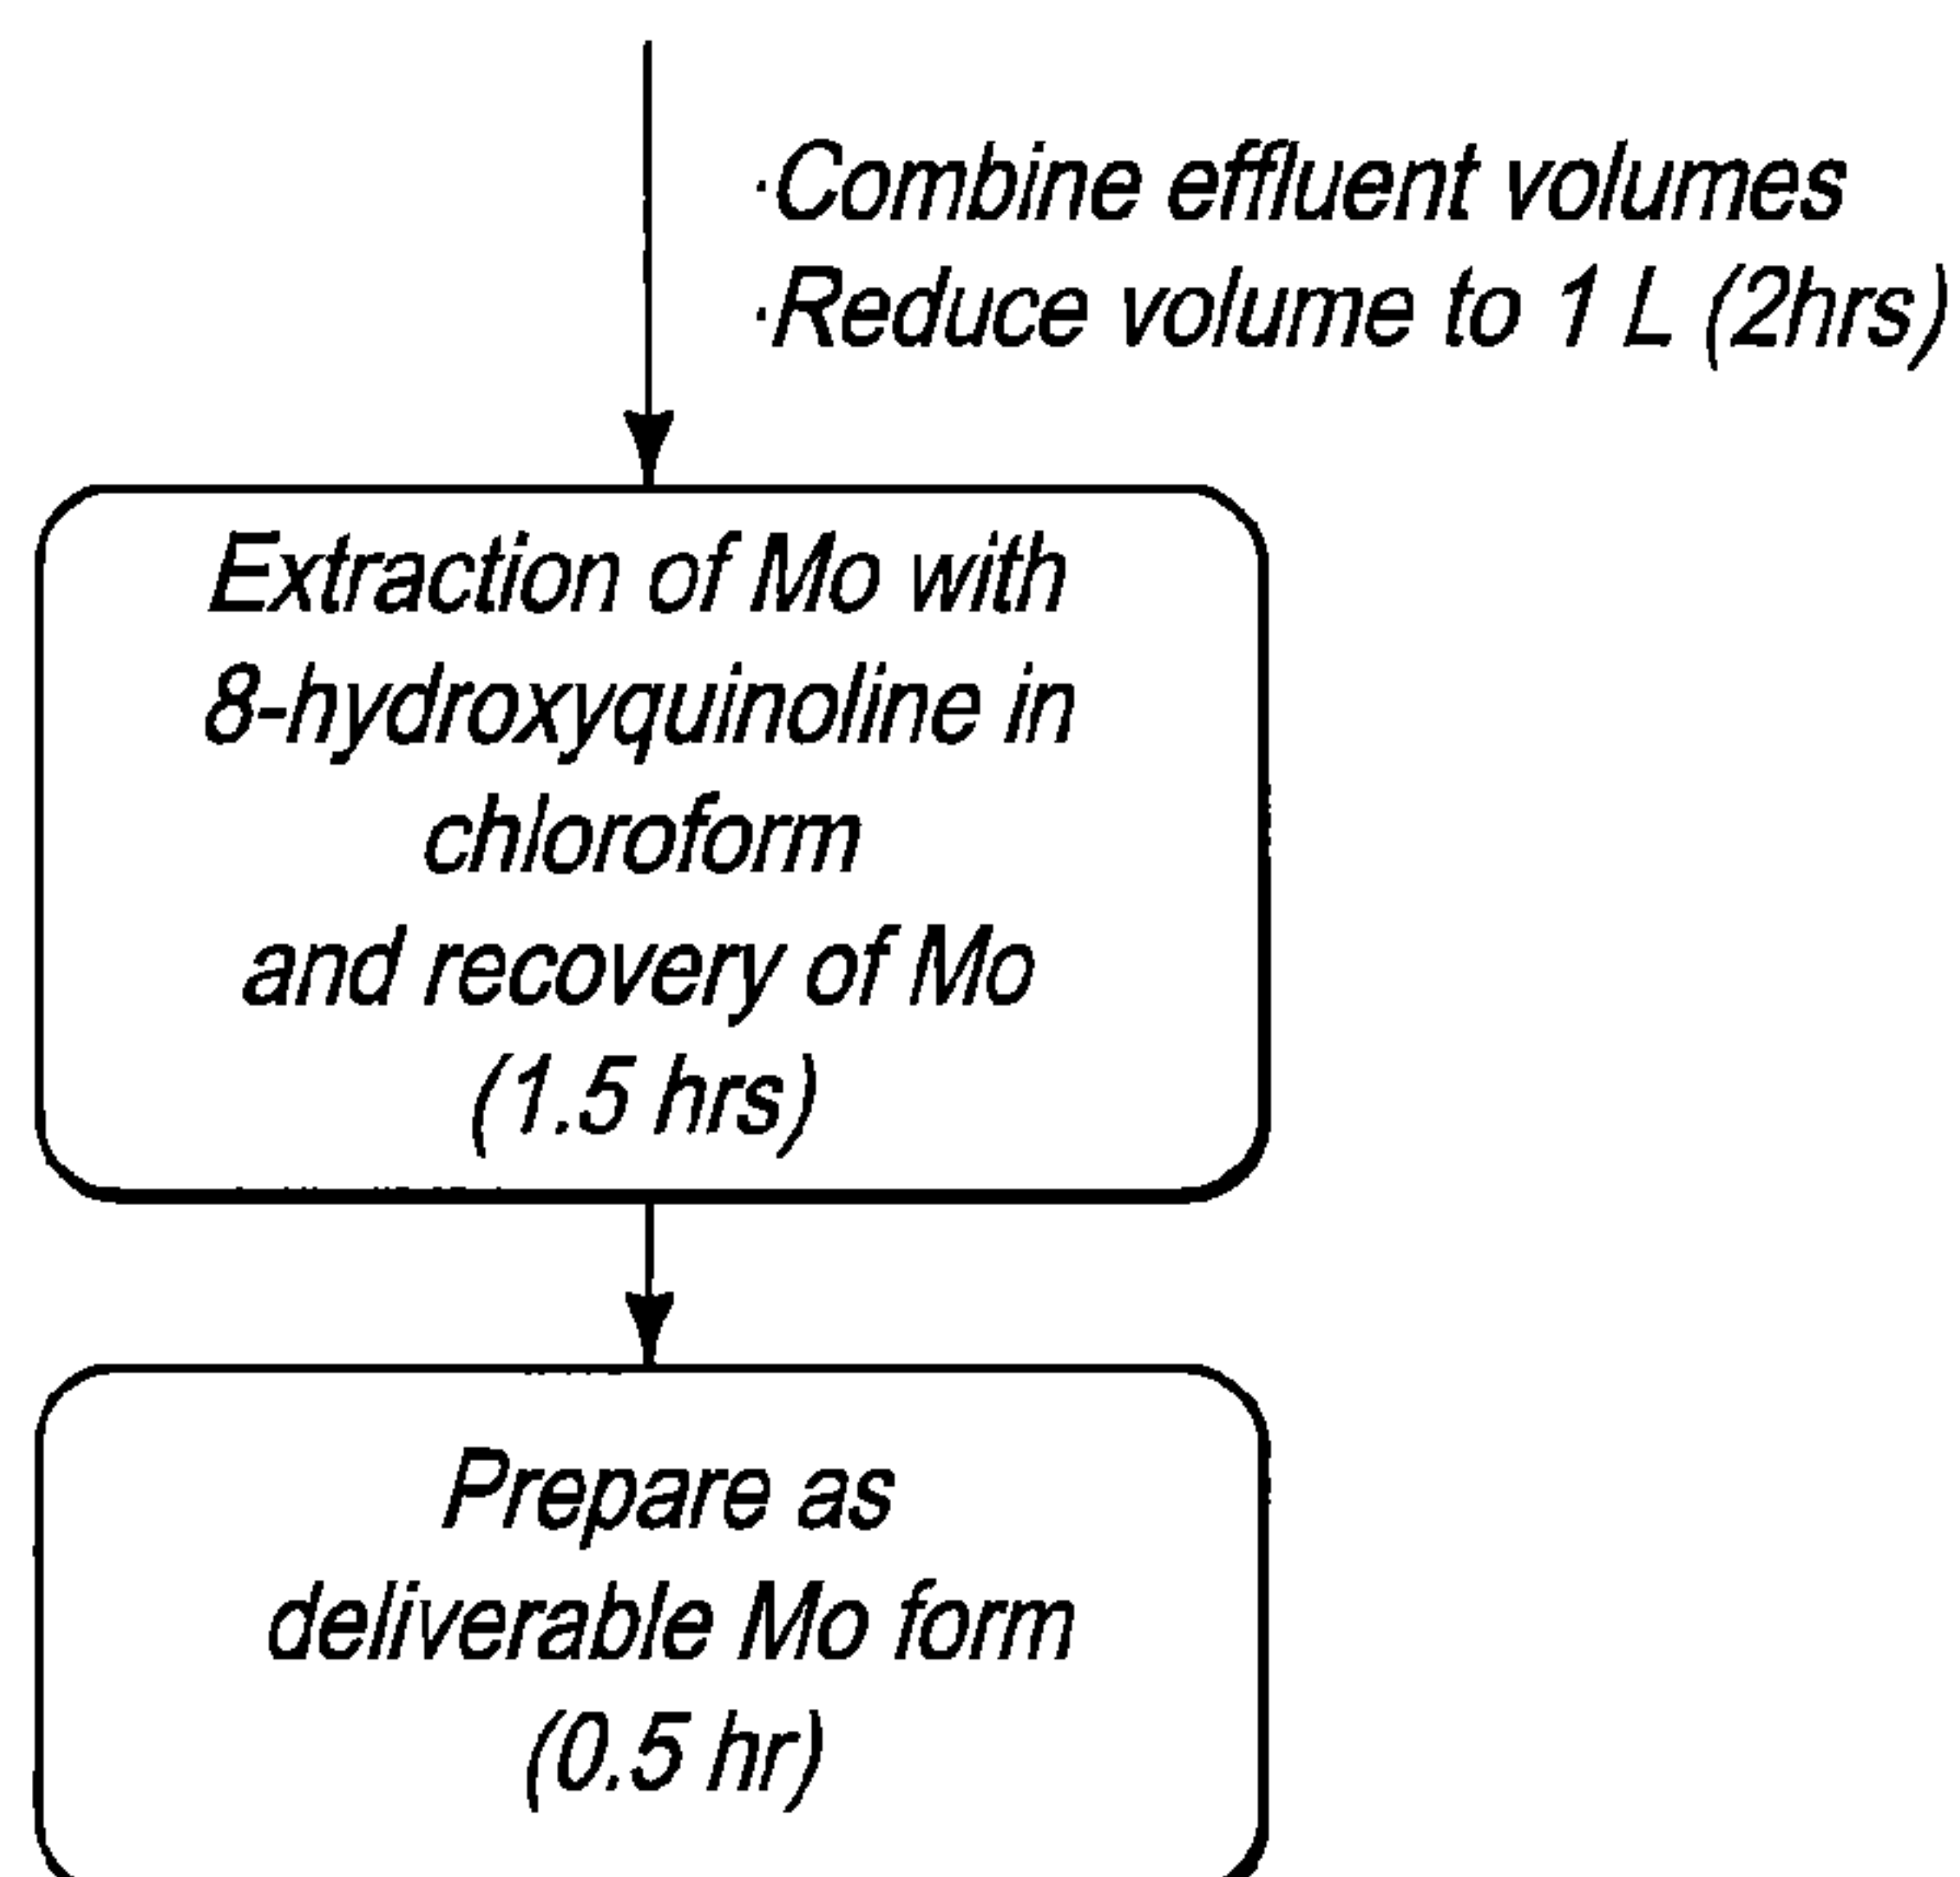 ·Combine effluent volumes
·Reduce volume to 1 L (2hrs)
Extraction of Mo with
8-hydroxyquinoline in
chloroform
and recovery of Mo
(1.5 hrs)
Prepare as
deliverable Mo form
(0.5 hr)